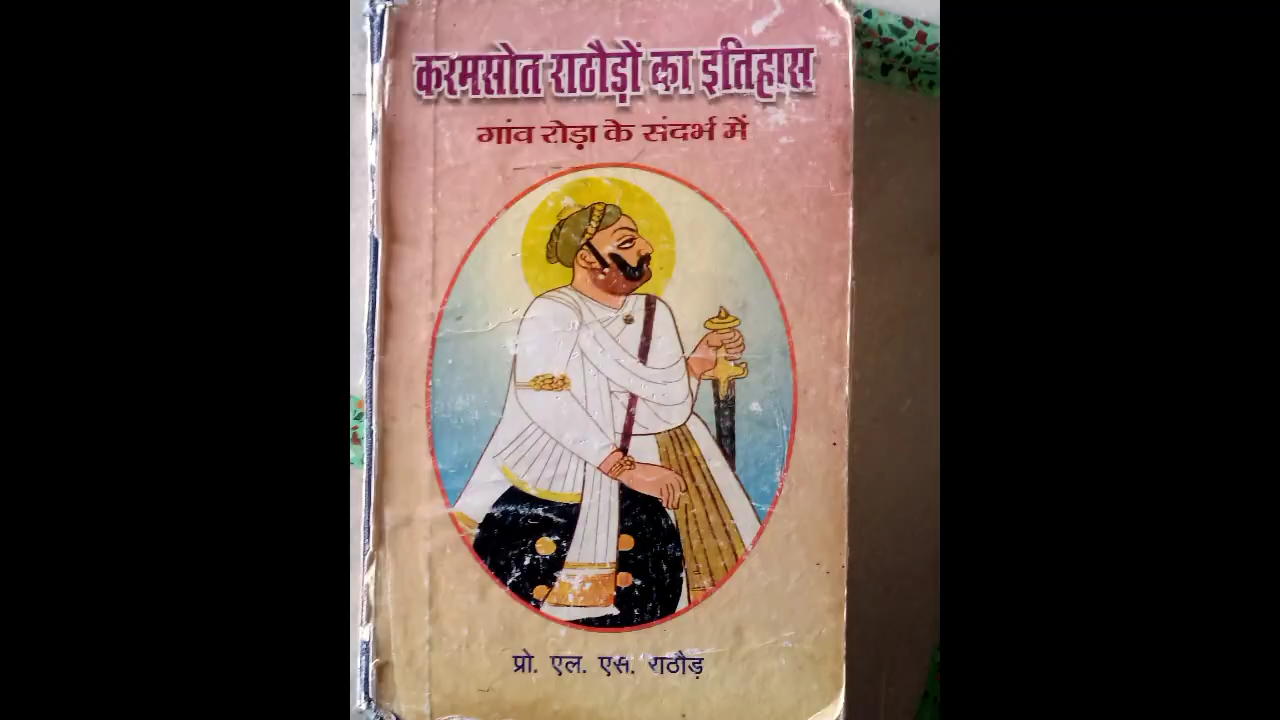 करमसोत राठौड़ों का इतिहास
गांव रोड़ा के संदर्भ में
प्रो. एल. एस. राठौड़